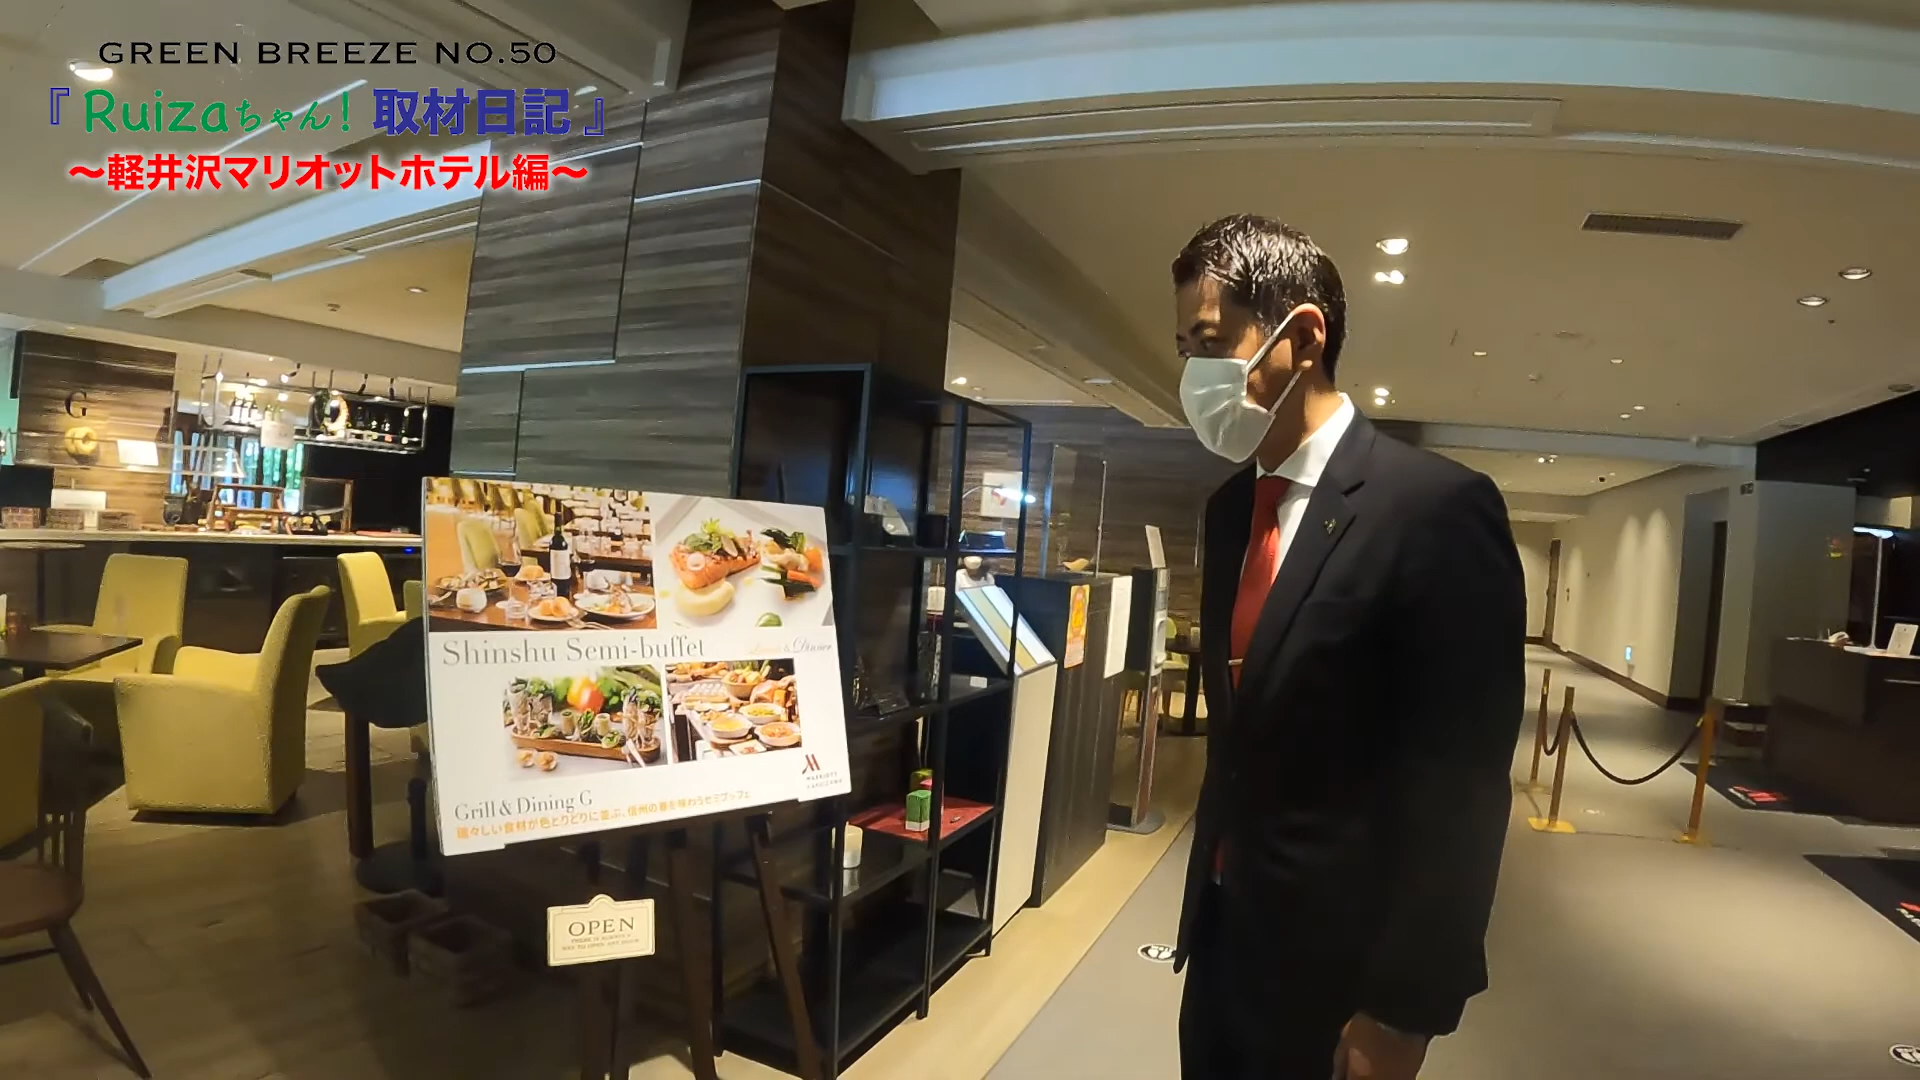 GREEN BREEZE NO.50
『Ruizaちゃん！取材日記』
～軽井沢マリオットホテル編～
G
Shinshu Semi-buffet
Lunch & Dinner
MARRIOTT
KARUIZAWA
Grill & Dining G
瑞々しい食材が色とりどりに並ぶ、信州の春を味わうセミブッフェ
OPEN